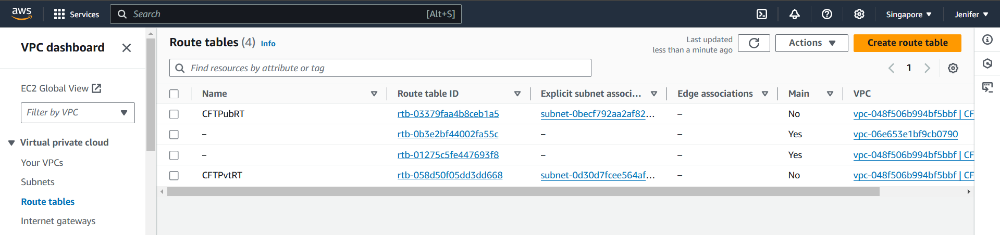 aws Services Search [Alt+S] Singapore Jenifer
VPC dashboard
EC2 Global View
Filter by VPC
Virtual private cloud
Your VPCs
Subnets
Route tables
Internet gateways
Route tables (4) Info
Last updated
less than a minute ago
Actions
Create route table
Find resources by attribute or tag
1
Name Route table ID Explicit subnet associ... Edge associations Main VPC
CFTPubRT rtb-03379faa4b8ceb1a5 subnet-0becf792aa2af82... – No vpc-048f506b994bf5bbf | CF
– rtb-0b3e2bf44002fa55c – – Yes vpc-06e653e1bf9cb0790
– rtb-01275c5fe447693f8 – – Yes vpc-048f506b994bf5bbf | CF
CFTPvtRT rtb-058d50f05dd3dd668 subnet-0d30d7fcee564af... – No vpc-048f506b994bf5bbf | CF